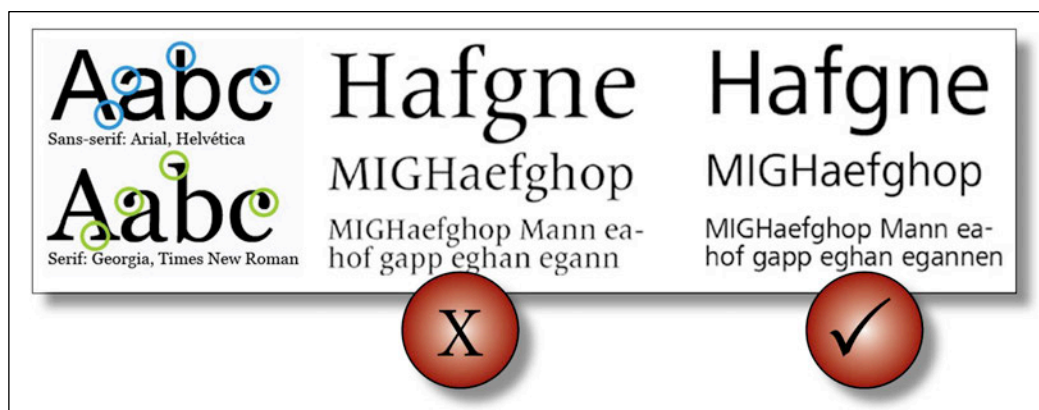 Aabc
Sans-serif: Arial, Helvética
Aabc
Serif: Georgia, Times New Roman
Hafgne
MIGHaefghop
MIGHaefghop Mann ea-
hof gapp eghan egann
X
Hafgne
MIGHaefghop
MIGHaefghop Mann ea-
hof gapp eghan egannen
✓